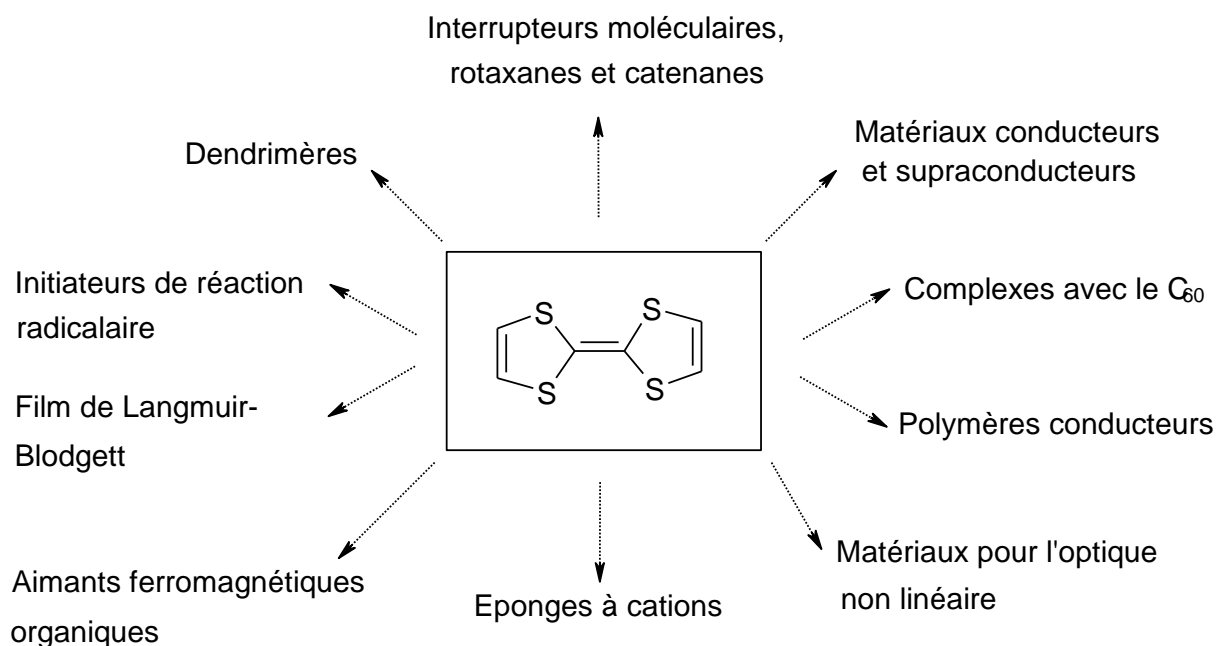 Interrupteurs moléculaires,
rotaxanes et catenanes
Matériaux conducteurs
et supraconducteurs
Dendrimères
Initiateurs de réaction
radicalaire
Complexes avec le C60
S
S
S
S
Film de Langmuir-
Blodgett
Polymères conducteurs
Matériaux pour l'optique
non linéaire
Aimants ferromagnétiques
organiques
Eponges à cations